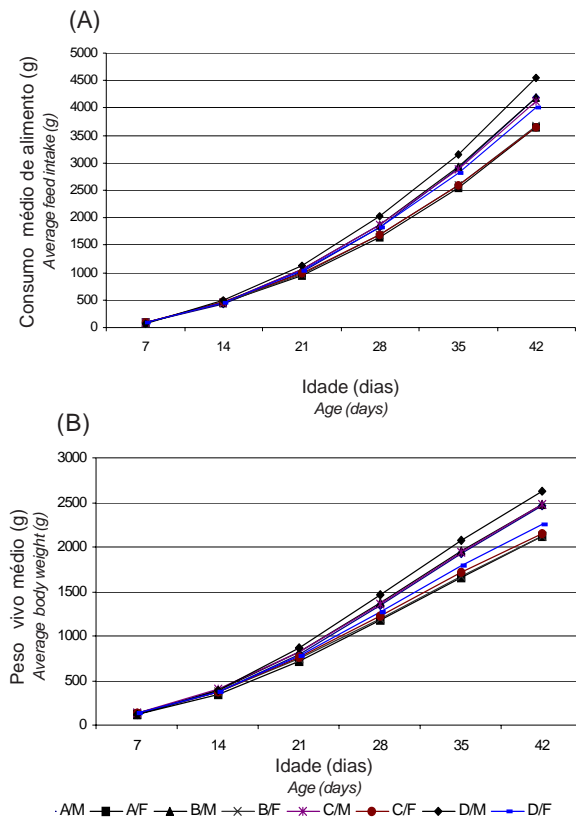 (A)
Consumo médio de alimento (g)
Average feed intake (g)
5000
4500
4000
3500
3000
2500
2000
1500
1000
500
0
7 14 21 28 35 42
Idade (dias)
Age (days)
(B)
Peso vivo médio (g)
Average body weight (g)
3000
2500
2000
1500
1000
500
0
7 14 21 28 35 42
Idade (dias)
Age (days)
A/M A/F B/M B/F C/M C/F D/M D/F